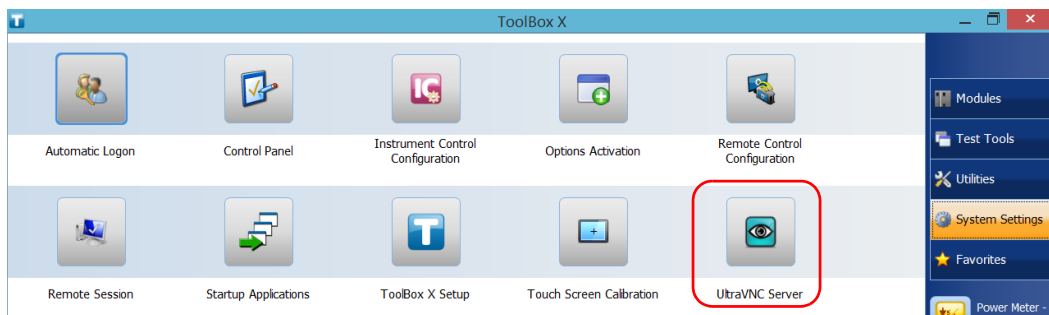 ToolBox X
Automatic Logon
Control Panel
Instrument Control
Configuration
Options Activation
Remote Control
Configuration
Remote Session
Startup Applications
ToolBox X Setup
Touch Screen Calibration
UltraVNC Server
Modules
Test Tools
Utilities
System Settings
Favorites
Power Meter -